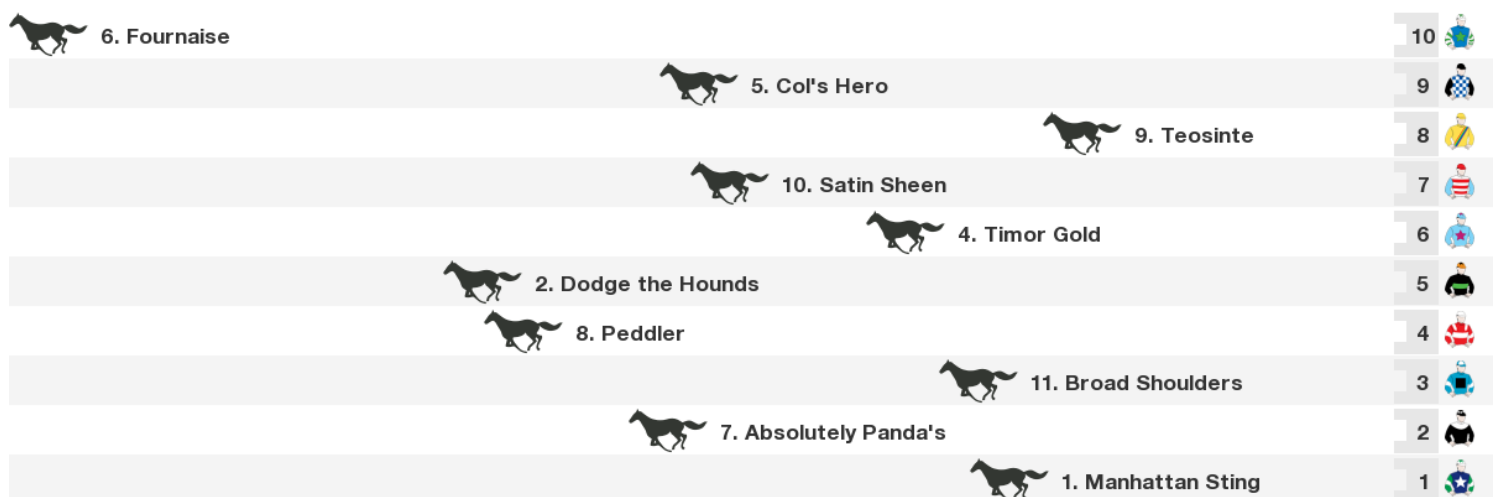 6. Fournaise 10
5. Col's Hero 9
9. Teosinte 8
10. Satin Sheen 7
4. Timor Gold 6
2. Dodge the Hounds 5
8. Peddler 4
11. Broad Shoulders 3
7. Absolutely Panda's 2
1. Manhattan Sting 1